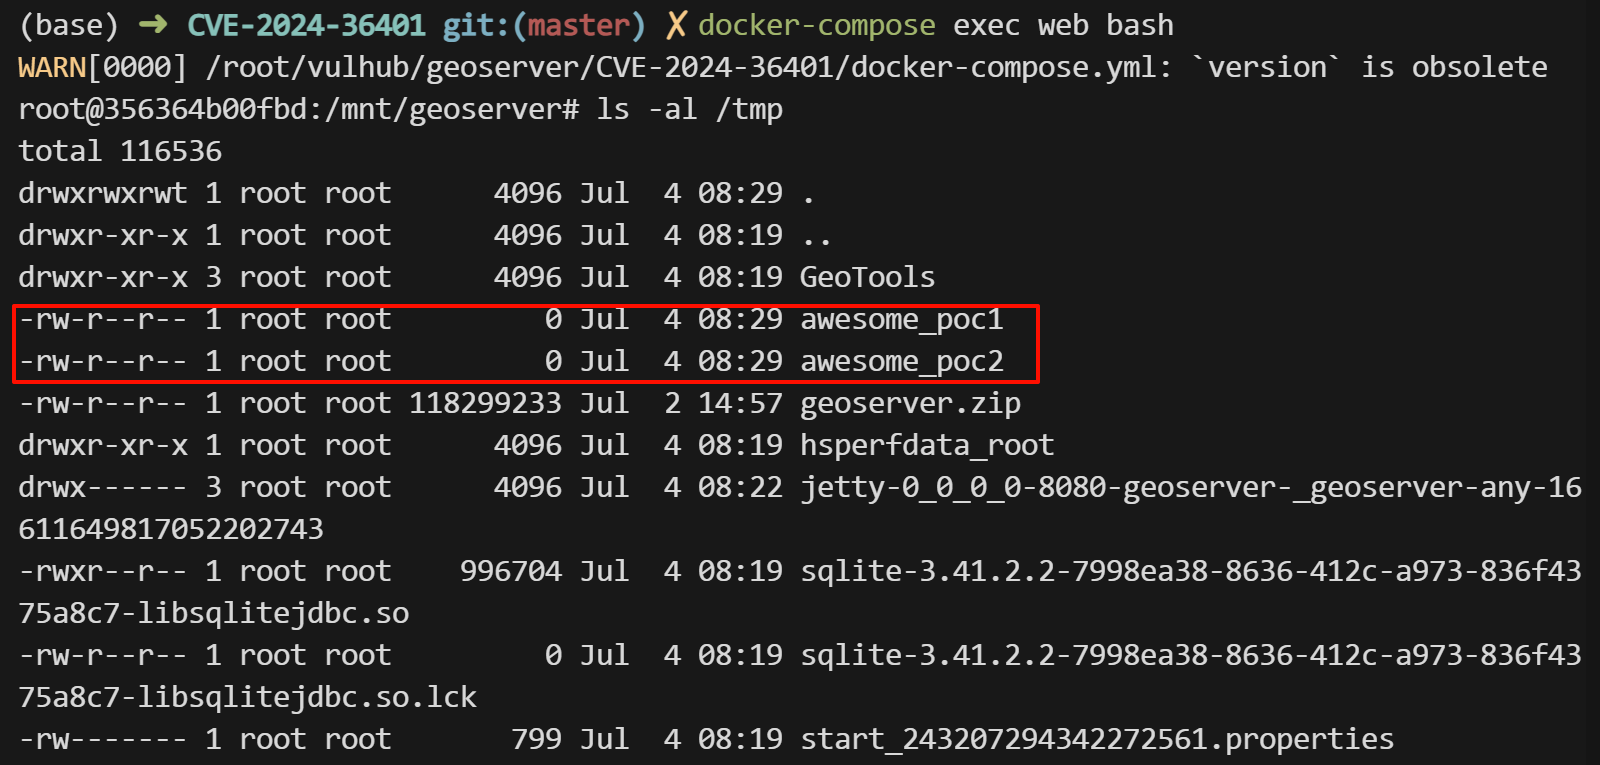 (base) ➜ CVE-2024-36401 git:(master) ✗ docker-compose exec web bash
WARN[0000] /root/vulhub/geoserver/CVE-2024-36401/docker-compose.yml: `version` is obsolete
root@356364b00fbd:/mnt/geoserver# ls -al /tmp
total 116536
drwxrwxrwt 1 root root      4096 Jul  4 08:29 .
drwxr-xr-x 1 root root      4096 Jul  4 08:19 ..
drwxr-xr-x 3 root root      4096 Jul  4 08:19 GeoTools
-rw-r--r-- 1 root root         0 Jul  4 08:29 awesome_poc1
-rw-r--r-- 1 root root         0 Jul  4 08:29 awesome_poc2
-rw-r--r-- 1 root root 118299233 Jul  2 14:57 geoserver.zip
drwxr-xr-x 1 root root      4096 Jul  4 08:19 hsperfdata_root
drwx------ 3 root root      4096 Jul  4 08:22 jetty-0_0_0_0-8080-geoserver-_geoserver-any-16
611649817052202743
-rwxr--r-- 1 root root    996704 Jul  4 08:19 sqlite-3.41.2.2-7998ea38-8636-412c-a973-836f43
75a8c7-libsqlitejdbc.so
-rw-r--r-- 1 root root         0 Jul  4 08:19 sqlite-3.41.2.2-7998ea38-8636-412c-a973-836f43
75a8c7-libsqlitejdbc.so.lck
-rw------- 1 root root       799 Jul  4 08:19 start_243207294342272561.properties